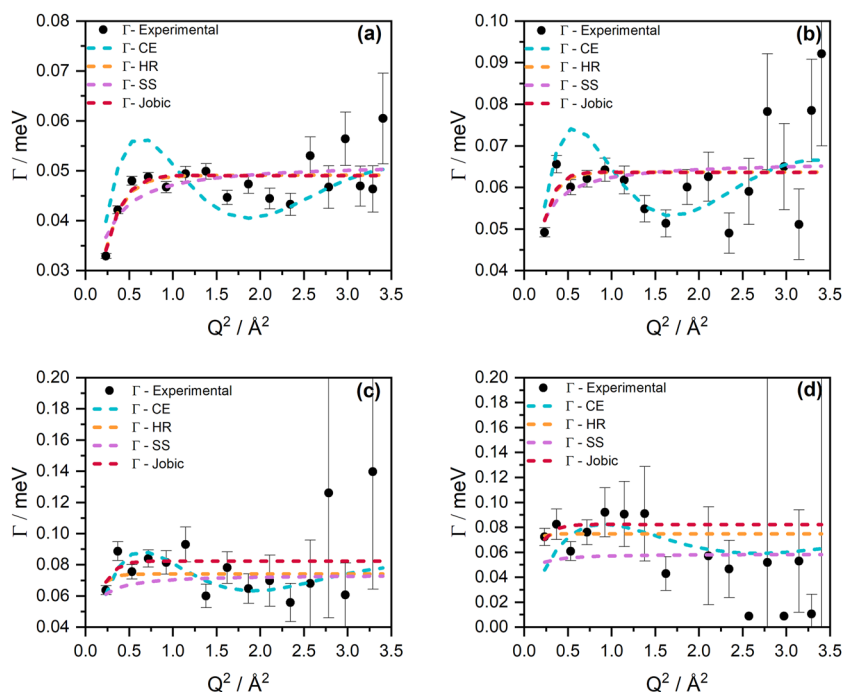 0.08
0.07
0.06
0.05
0.04
0.03
Γ / meV
Γ - Experimental
Γ - CE
Γ - HR
Γ - SS
Γ - Jobic
(a)
0.0 0.5 1.0 1.5 2.0 2.5 3.0 3.5
Q² / Å²
0.10
0.09
0.08
0.07
0.06
0.05
0.04
Γ / meV
Γ - Experimental
Γ - CE
Γ - HR
Γ - SS
Γ - Jobic
(b)
0.0 0.5 1.0 1.5 2.0 2.5 3.0 3.5
Q² / Å²
0.20
0.18
0.16
0.14
0.12
0.10
0.08
0.06
0.04
Γ / meV
Γ - Experimental
Γ - CE
Γ - HR
Γ - SS
Γ - Jobic
(c)
0.0 0.5 1.0 1.5 2.0 2.5 3.0 3.5
Q² / Å²
0.20
0.18
0.16
0.14
0.12
0.10
0.08
0.06
0.04
0.02
0.00
Γ / meV
Γ - Experimental
Γ - CE
Γ - HR
Γ - SS
Γ - Jobic
(d)
0.0 0.5 1.0 1.5 2.0 2.5 3.0 3.5
Q² / Å²